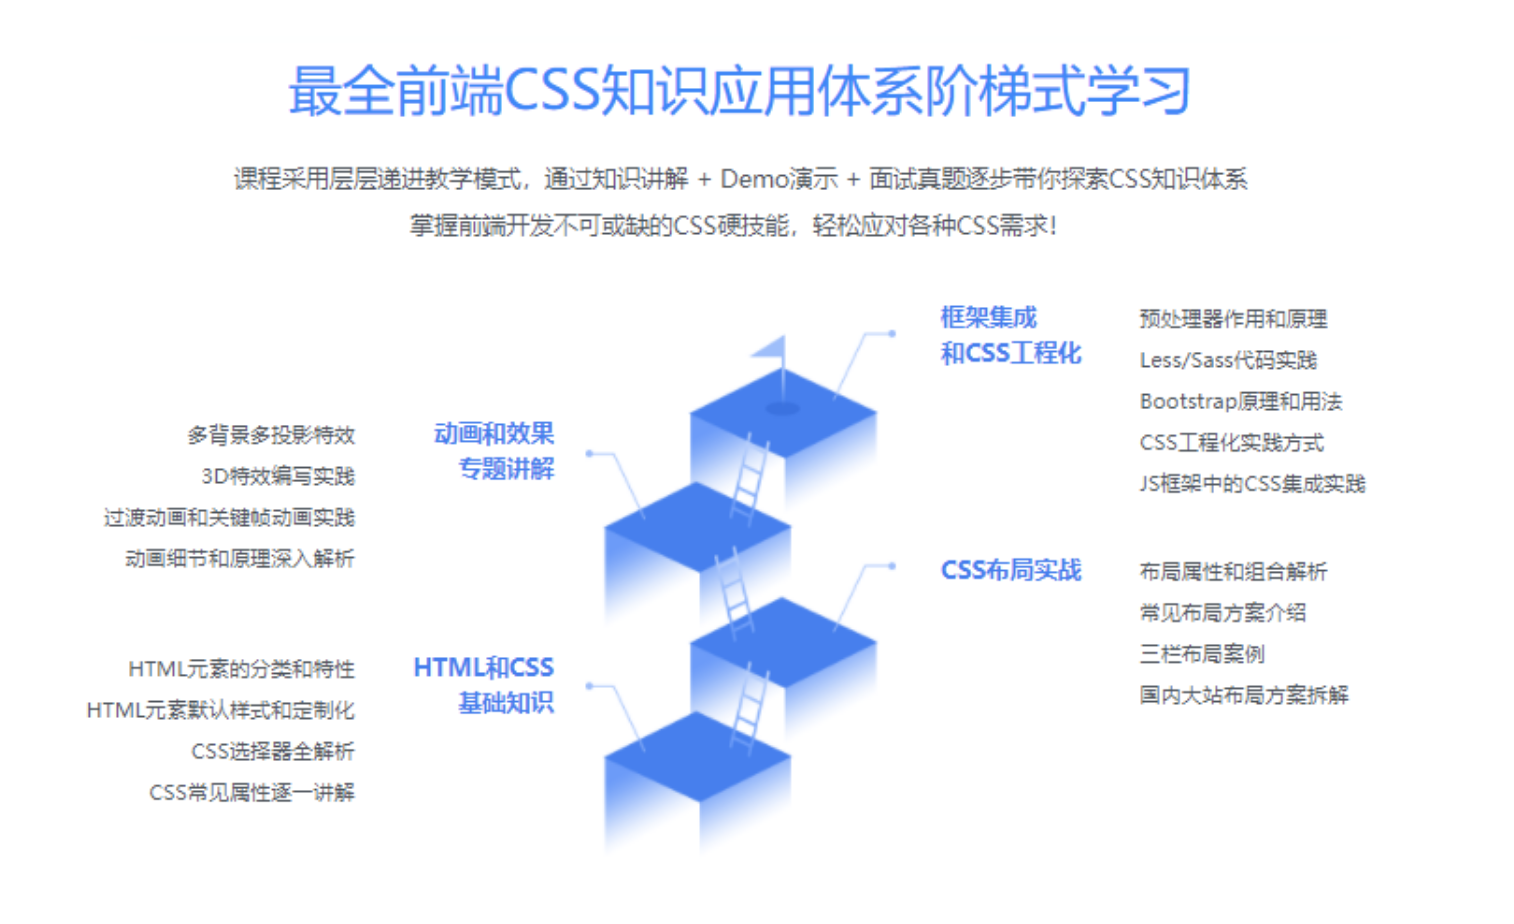 最全前端CSS知识应用体系阶梯式学习
课程采用层层递进教学模式，通过知识讲解 + Demo演示 + 面试真题逐步带你探索CSS知识体系
掌握前端开发不可或缺的CSS硬技能，轻松应对各种CSS需求！
框架集成
和CSS工程化
预处理器作用和原理
Less/Sass代码实践
Bootstrap原理和用法
CSS工程化实践方式
JS框架中的CSS集成实践
动画和效果
专题讲解
多背景多投影特效
3D特效编写实践
过渡动画和关键帧动画实践
动画细节和原理深入解析
CSS布局实战
布局属性和组合解析
常见布局方案介绍
三栏布局案例
国内大站布局方案拆解
HTML和CSS
基础知识
HTML元素的分类和特性
HTML元素默认样式和定制化
CSS选择器全解析
CSS常见属性逐一讲解